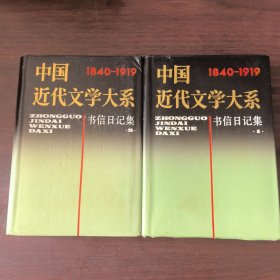 中国 1840-1919
近代文学大系
ZHONGGUO
JINDAI
WENXUE
DAXI
书信日记集
·2·
中国 1840-1919
近代文学大系
ZHONGGUO
JINDAI
WENXUE
DAXI
书信日记集
·1·